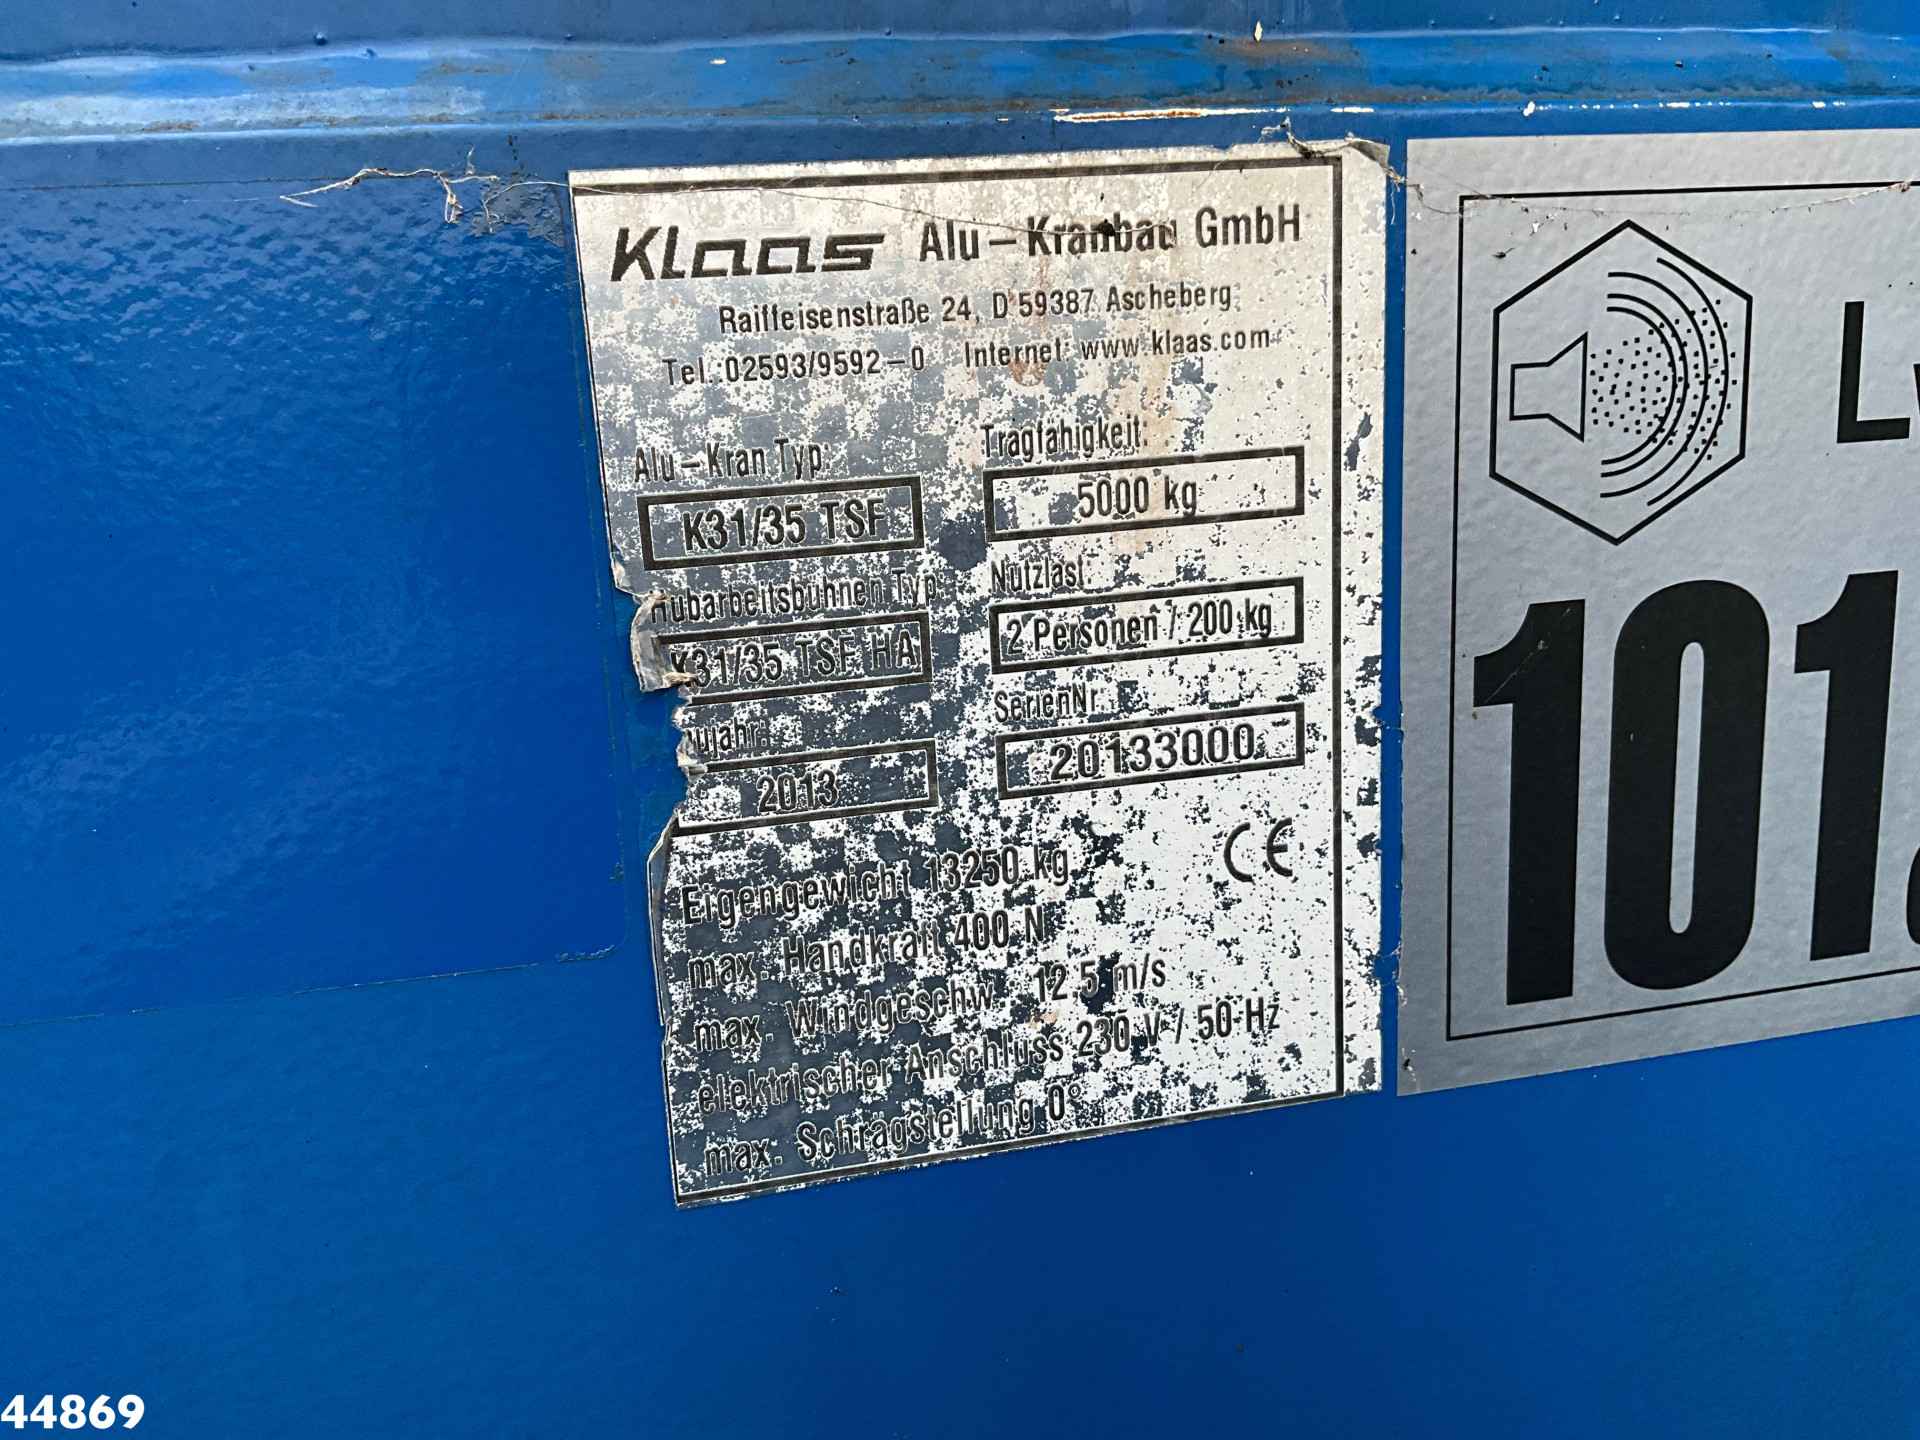 Klaas Alu-Kranbau GmbH
Raiffeisenstraße 24, D 59387 Ascheberg
Tel.:02593/9592-0 Internet: www.klaas.com
Alu-Kran Typ:
K31/35 TSF
Tragfähigkeit:
5000 kg
Hubarbeitsbühnen Typ:
K31/35 TSF HA
Nutzlast:
2 Personen / 200 kg
ujahr:
2013
SerienNr.
20133000
CE
Eigengewicht 13250 kg
max. Handkraft 400 N
max. Windgeschw. 12.5 m/s
elektrischer Anschluss 230 V / 50 Hz
max. Schrägstellung 0°
L
101
44869